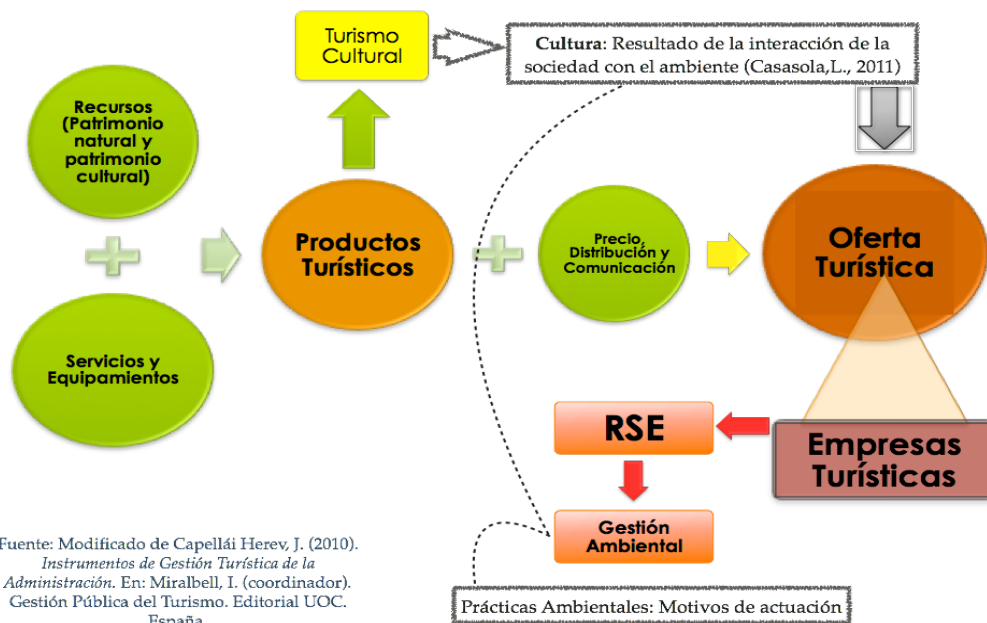 Turismo
Cultural
Cultura: Resultado de la interacción de la
sociedad con el ambiente (Casasola,L., 2011)
Recursos
(Patrimonio
natural y
patrimonio
cultural)
Servicios y
Equipamientos
Productos
Turísticos
Precio,
Distribución y
Comunicación
Oferta
Turística
Empresas
Turísticas
RSE
Gestión
Ambiental
Prácticas Ambientales: Motivos de actuación
Fuente: Modificado de Capellái Herev, J. (2010).
Instrumentos de Gestión Turística de la
Administración. En: Miralbell, I. (coordinador).
Gestión Pública del Turismo. Editorial UOC.
España